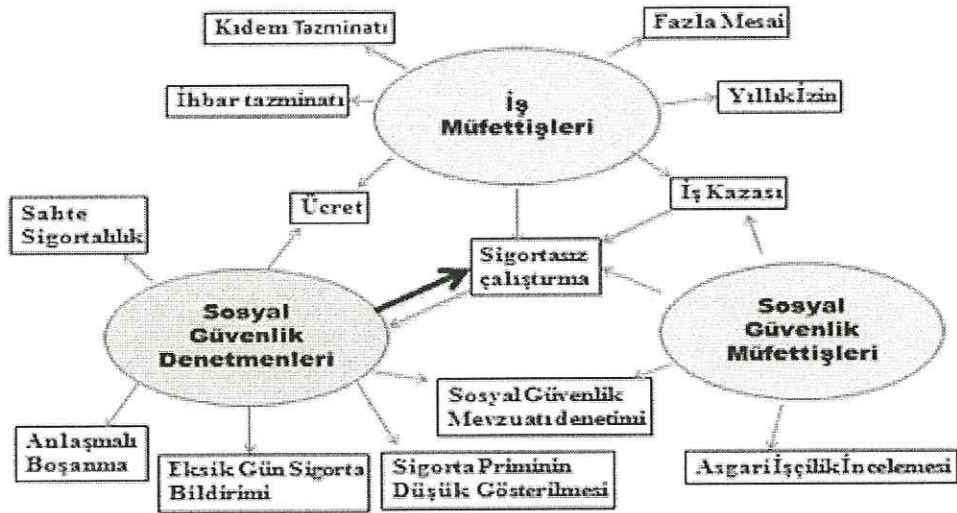 Kıdem Tazminatı
Fazla Mesai
İhbar tazminatı
İş
Müfettişleri
Yıllık İzin
Ücret
İş Kazası
Sahte
Sigortalılık
Sigortasız
çalıştırma
Sosyal
Güvenlik
Denetmenleri
Sosyal
Güvenlik
Müfettişleri
Sosyal Güvenlik
Mevzuatı denetimi
Anlaşmalı
Boşanma
Eksik Gün Sigorta
Bildirimi
Sigorta Priminin
Düşük Gösterilmesi
Asgari İşçilik İncelemesi